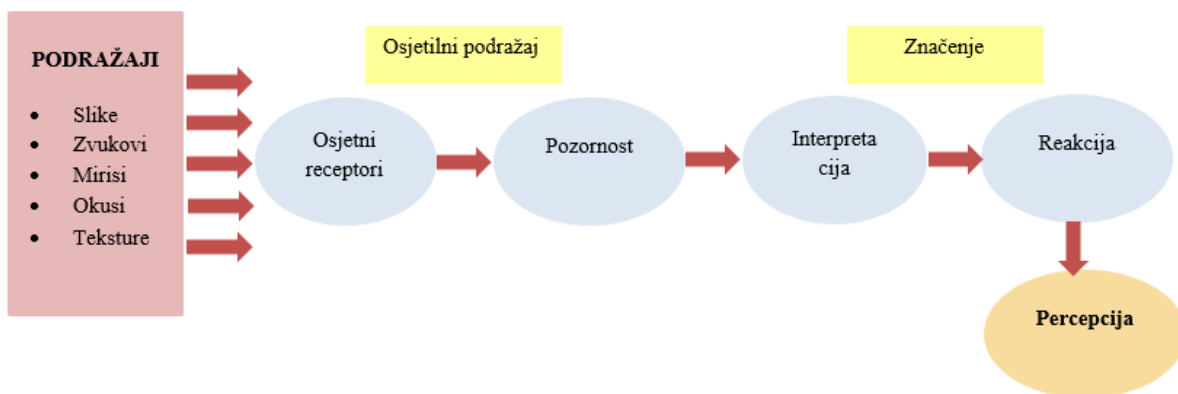 PODRAŽAJI
• Slike
• Zvukovi
• Mirisi
• Okusi
• Teksture
Osjetilni podražaj
Značenje
Osjetni
receptori
Pozornost
Interpreta
cija
Reakcija
Percepcija